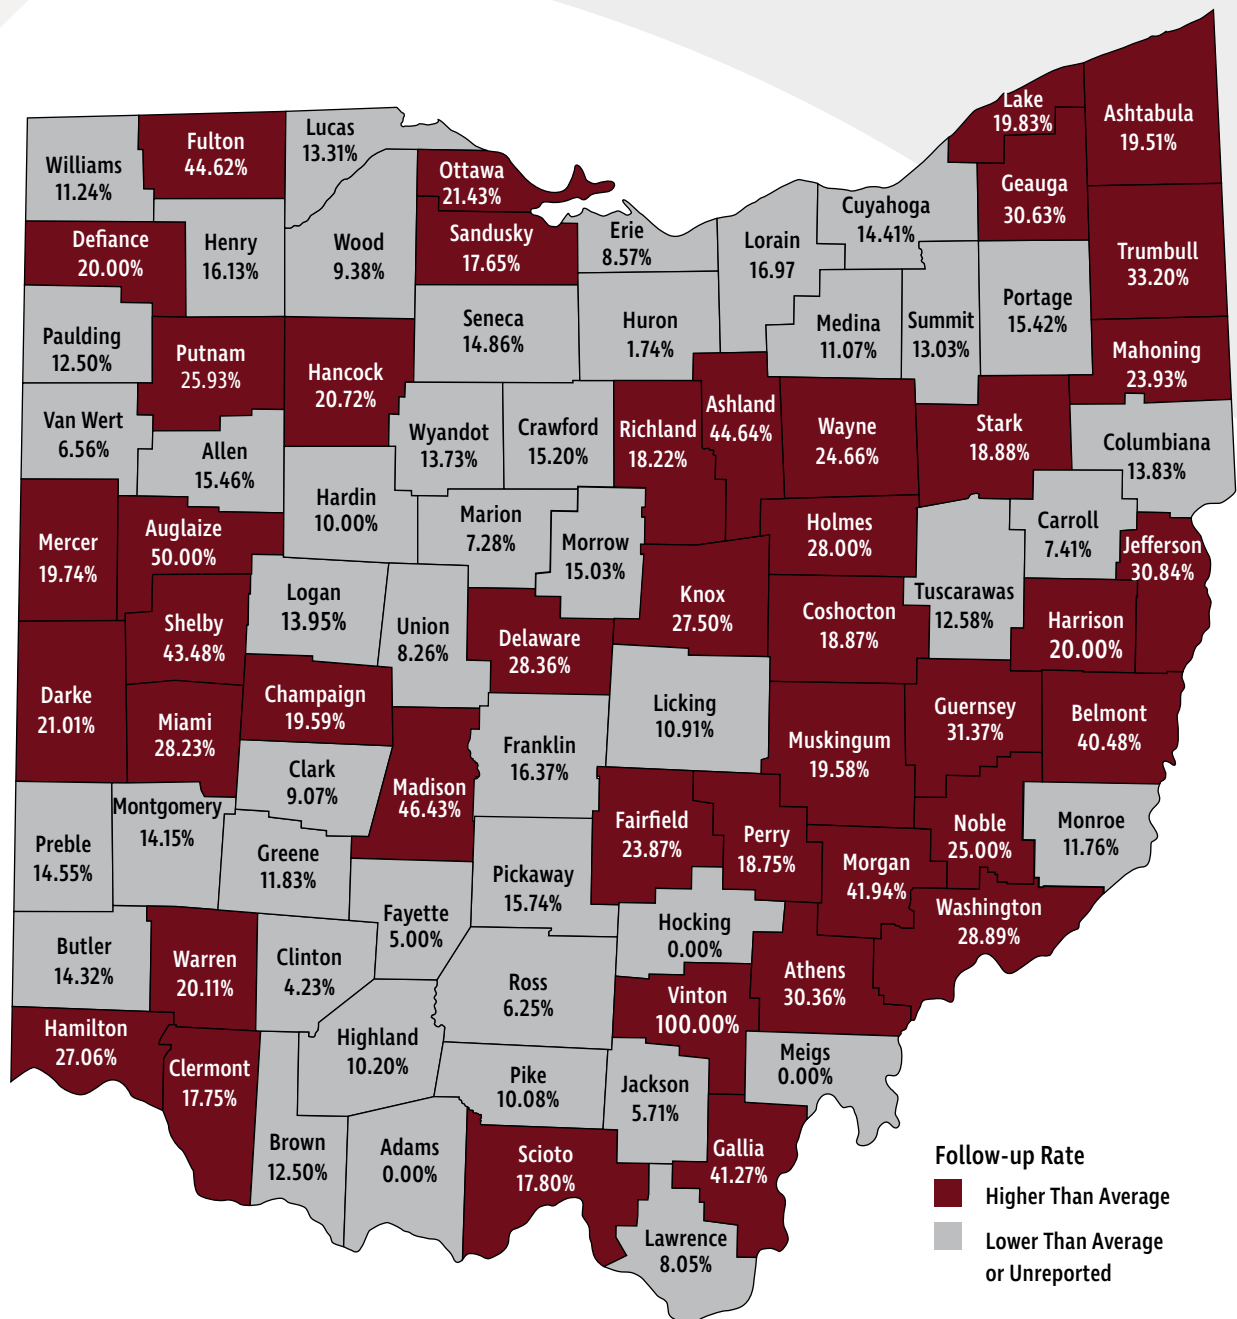 Lake
19.83%
Ashtabula
19.51%
Lucas
13.31%
Fulton
44.62%
Williams
11.24%
Ottawa
21.43%
Geauga
30.63%
Cuyahoga
14.41%
Defiance
20.00%
Henry
16.13%
Wood
9.38%
Sandusky
17.65%
Erie
8.57%
Lorain
16.97
Trumbull
33.20%
Portage
15.42%
Paulding
12.50%
Putnam
25.93%
Hancock
20.72%
Seneca
14.86%
Huron
1.74%
Medina
11.07%
Summit
13.03%
Mahoning
23.93%
Van Wert
6.56%
Allen
15.46%
Wyandot
13.73%
Crawford
15.20%
Richland
18.22%
Ashland
44.64%
Wayne
24.66%
Stark
18.88%
Columbiana
13.83%
Mercer
19.74%
Auglaize
50.00%
Hardin
10.00%
Marion
7.28%
Morrow
15.03%
Holmes
28.00%
Carroll
7.41%
Jefferson
30.84%
Shelby
43.48%
Logan
13.95%
Union
8.26%
Delaware
28.36%
Knox
27.50%
Coshocton
18.87%
Tuscarawas
12.58%
Harrison
20.00%
Darke
21.01%
Miami
28.23%
Champaign
19.59%
Licking
10.91%
Muskingum
19.58%
Guernsey
31.37%
Belmont
40.48%
Clark
9.07%
Madison
46.43%
Franklin
16.37%
Preble
14.55%
Montgomery
14.15%
Greene
11.83%
Fairfield
23.87%
Perry
18.75%
Morgan
41.94%
Noble
25.00%
Monroe
11.76%
Pickaway
15.74%
Fayette
5.00%
Hocking
0.00%
Washington
28.89%
Butler
14.32%
Warren
20.11%
Clinton
4.23%
Ross
6.25%
Vinton
100.00%
Athens
30.36%
Hamilton
27.06%
Clermont
17.75%
Highland
10.20%
Pike
10.08%
Jackson
5.71%
Meigs
0.00%
Brown
12.50%
Adams
0.00%
Scioto
17.80%
Gallia
41.27%
Lawrence
8.05%
Follow-up Rate
Higher Than Average
Lower Than Average
or Unreported